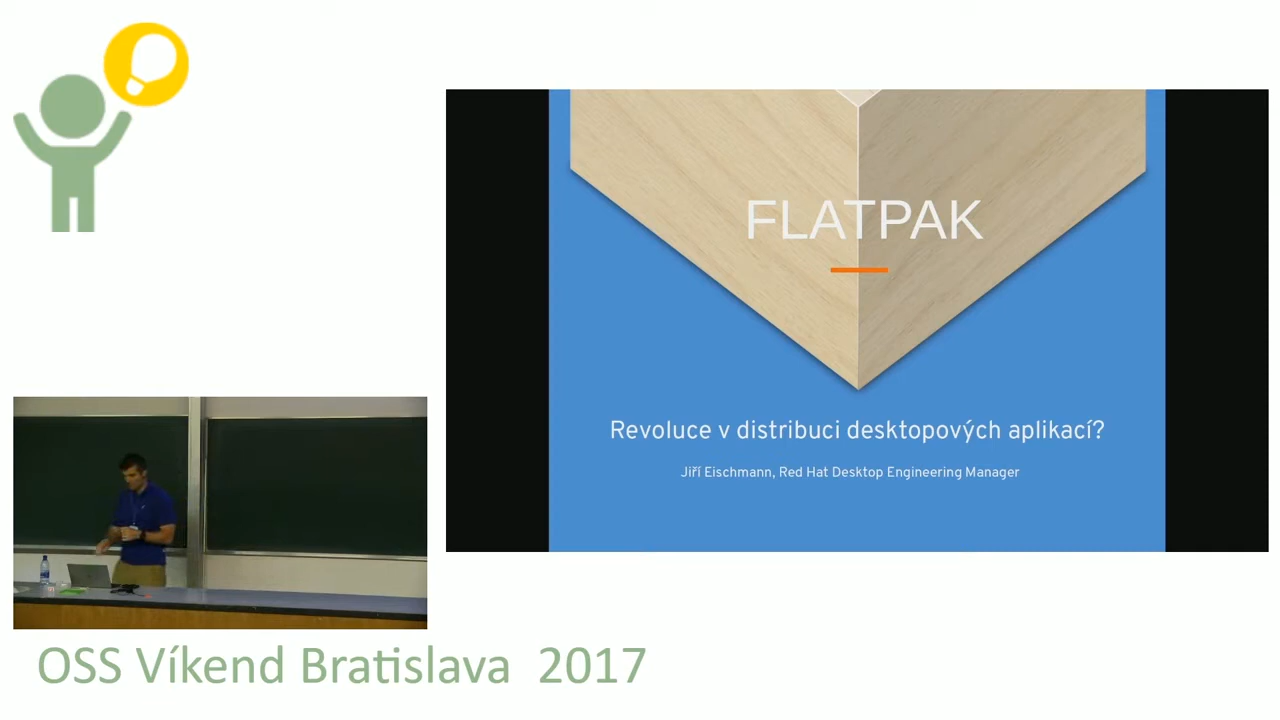 FLATPAK
Revoluce v distribuci desktopových aplikací?
Jiří Eischmann, Red Hat Desktop Engineering Manager
OSS Víkend Bratislava 2017